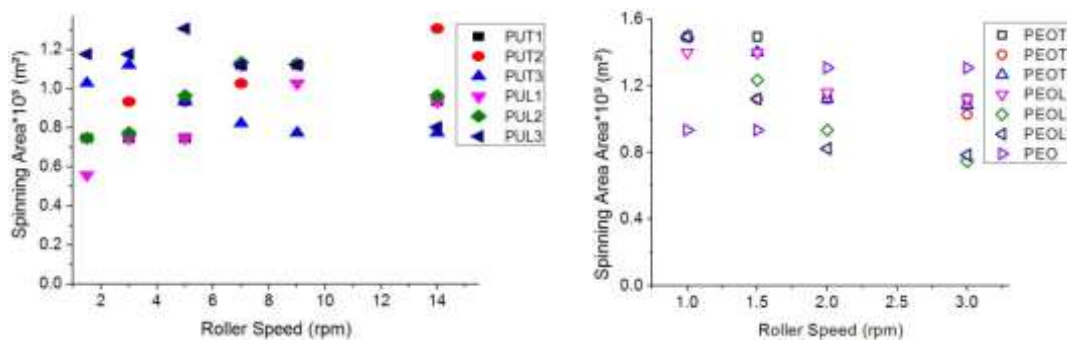 Spinning Area*10³ (m²)
1.2
1.0
0.8
0.6
0.4
0.2
0.0
2
4
6
8
10
12
14
Roller Speed (rpm)
PUT1
PUT2
PUT3
PUL1
PUL2
PUL3
Spinning Area Area*10³ (m²)
1.6
1.2
0.8
0.4
0.0
1.0
1.5
2.0
2.5
3.0
Roller Speed (rpm)
PEOT
PEOT
PEOT
PEOL
PEOL
PEOL
PEO